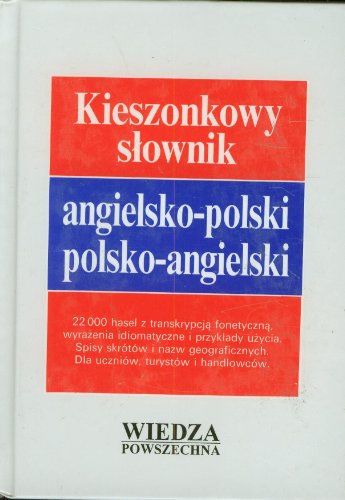 Kieszonkowy
słownik
angielsko-polski
polsko-angielski
22 000 haseł z transkrypcją fonetyczną,
wyrażenia idiomatyczne i przykłady użycia.
Spisy skrótów i nazw geograficznych.
Dla uczniów, turystów i handlowców.
WIEDZA
POWSZECHNA